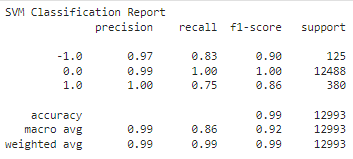 SVM Classification Report
precision recall f1-score support
-1.0 0.97 0.83 0.90 125
0.0 0.99 1.00 1.00 12488
1.0 1.00 0.75 0.86 380
accuracy 0.99 12993
macro avg 0.99 0.86 0.92 12993
weighted avg 0.99 0.99 0.99 12993